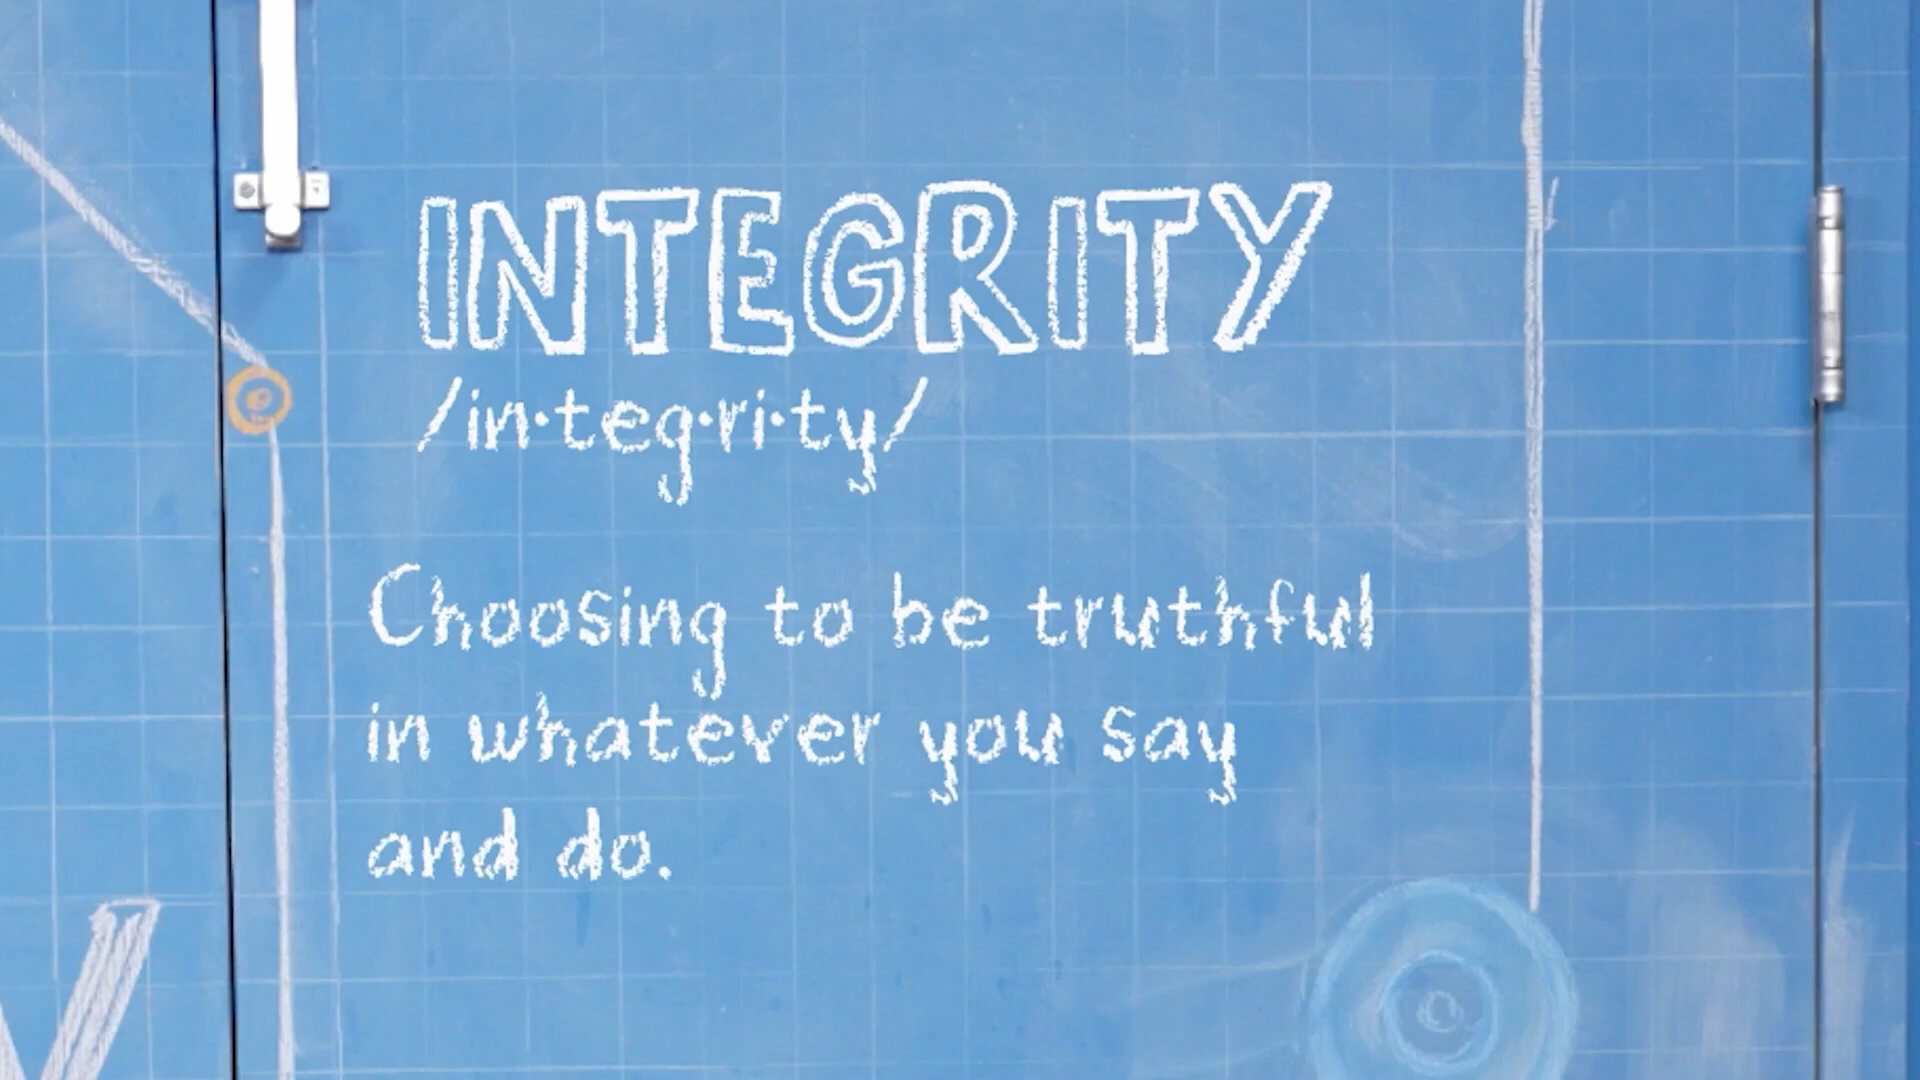 INTEGRITY
/in·teg·ri·ty/
Choosing to be truthful
in whatever you say
and do.